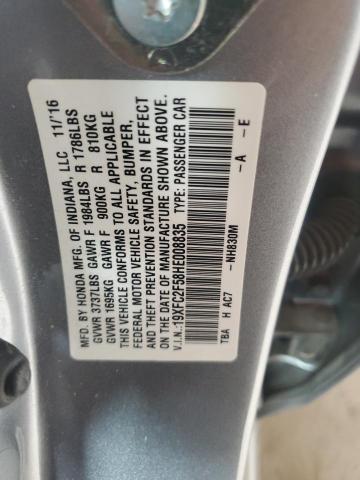 MFD. BY HONDA MFG. OF INDIANA, LLC 11/'16
GVWR 3737LBS GAWR F 1984LBS R 1786LBS
GVWR 1695KG GAWR F 900KG R 810KG
THIS VEHICLE CONFORMS TO ALL APPLICABLE
FEDERAL MOTOR VEHICLE SAFETY, BUMPER,
AND THEFT PREVENTION STANDARDS IN EFFECT
ON THE DATE OF MANUFACTURE SHOWN ABOVE.
V.I.N.:19XFC2F58HE008835 TYPE: PASSENGER CAR
TBA H AC7 -NH830M -A -E